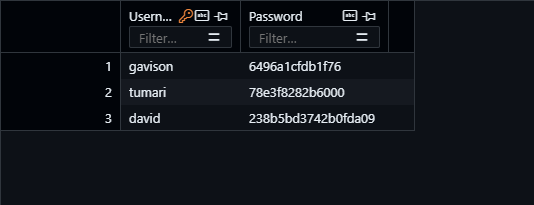 Usern... Password
Filter... Filter...
1 gavison 6496a1cfdb1f76
2 tumari 78e3f8282b6000
3 david 238b5bd3742b0fda09